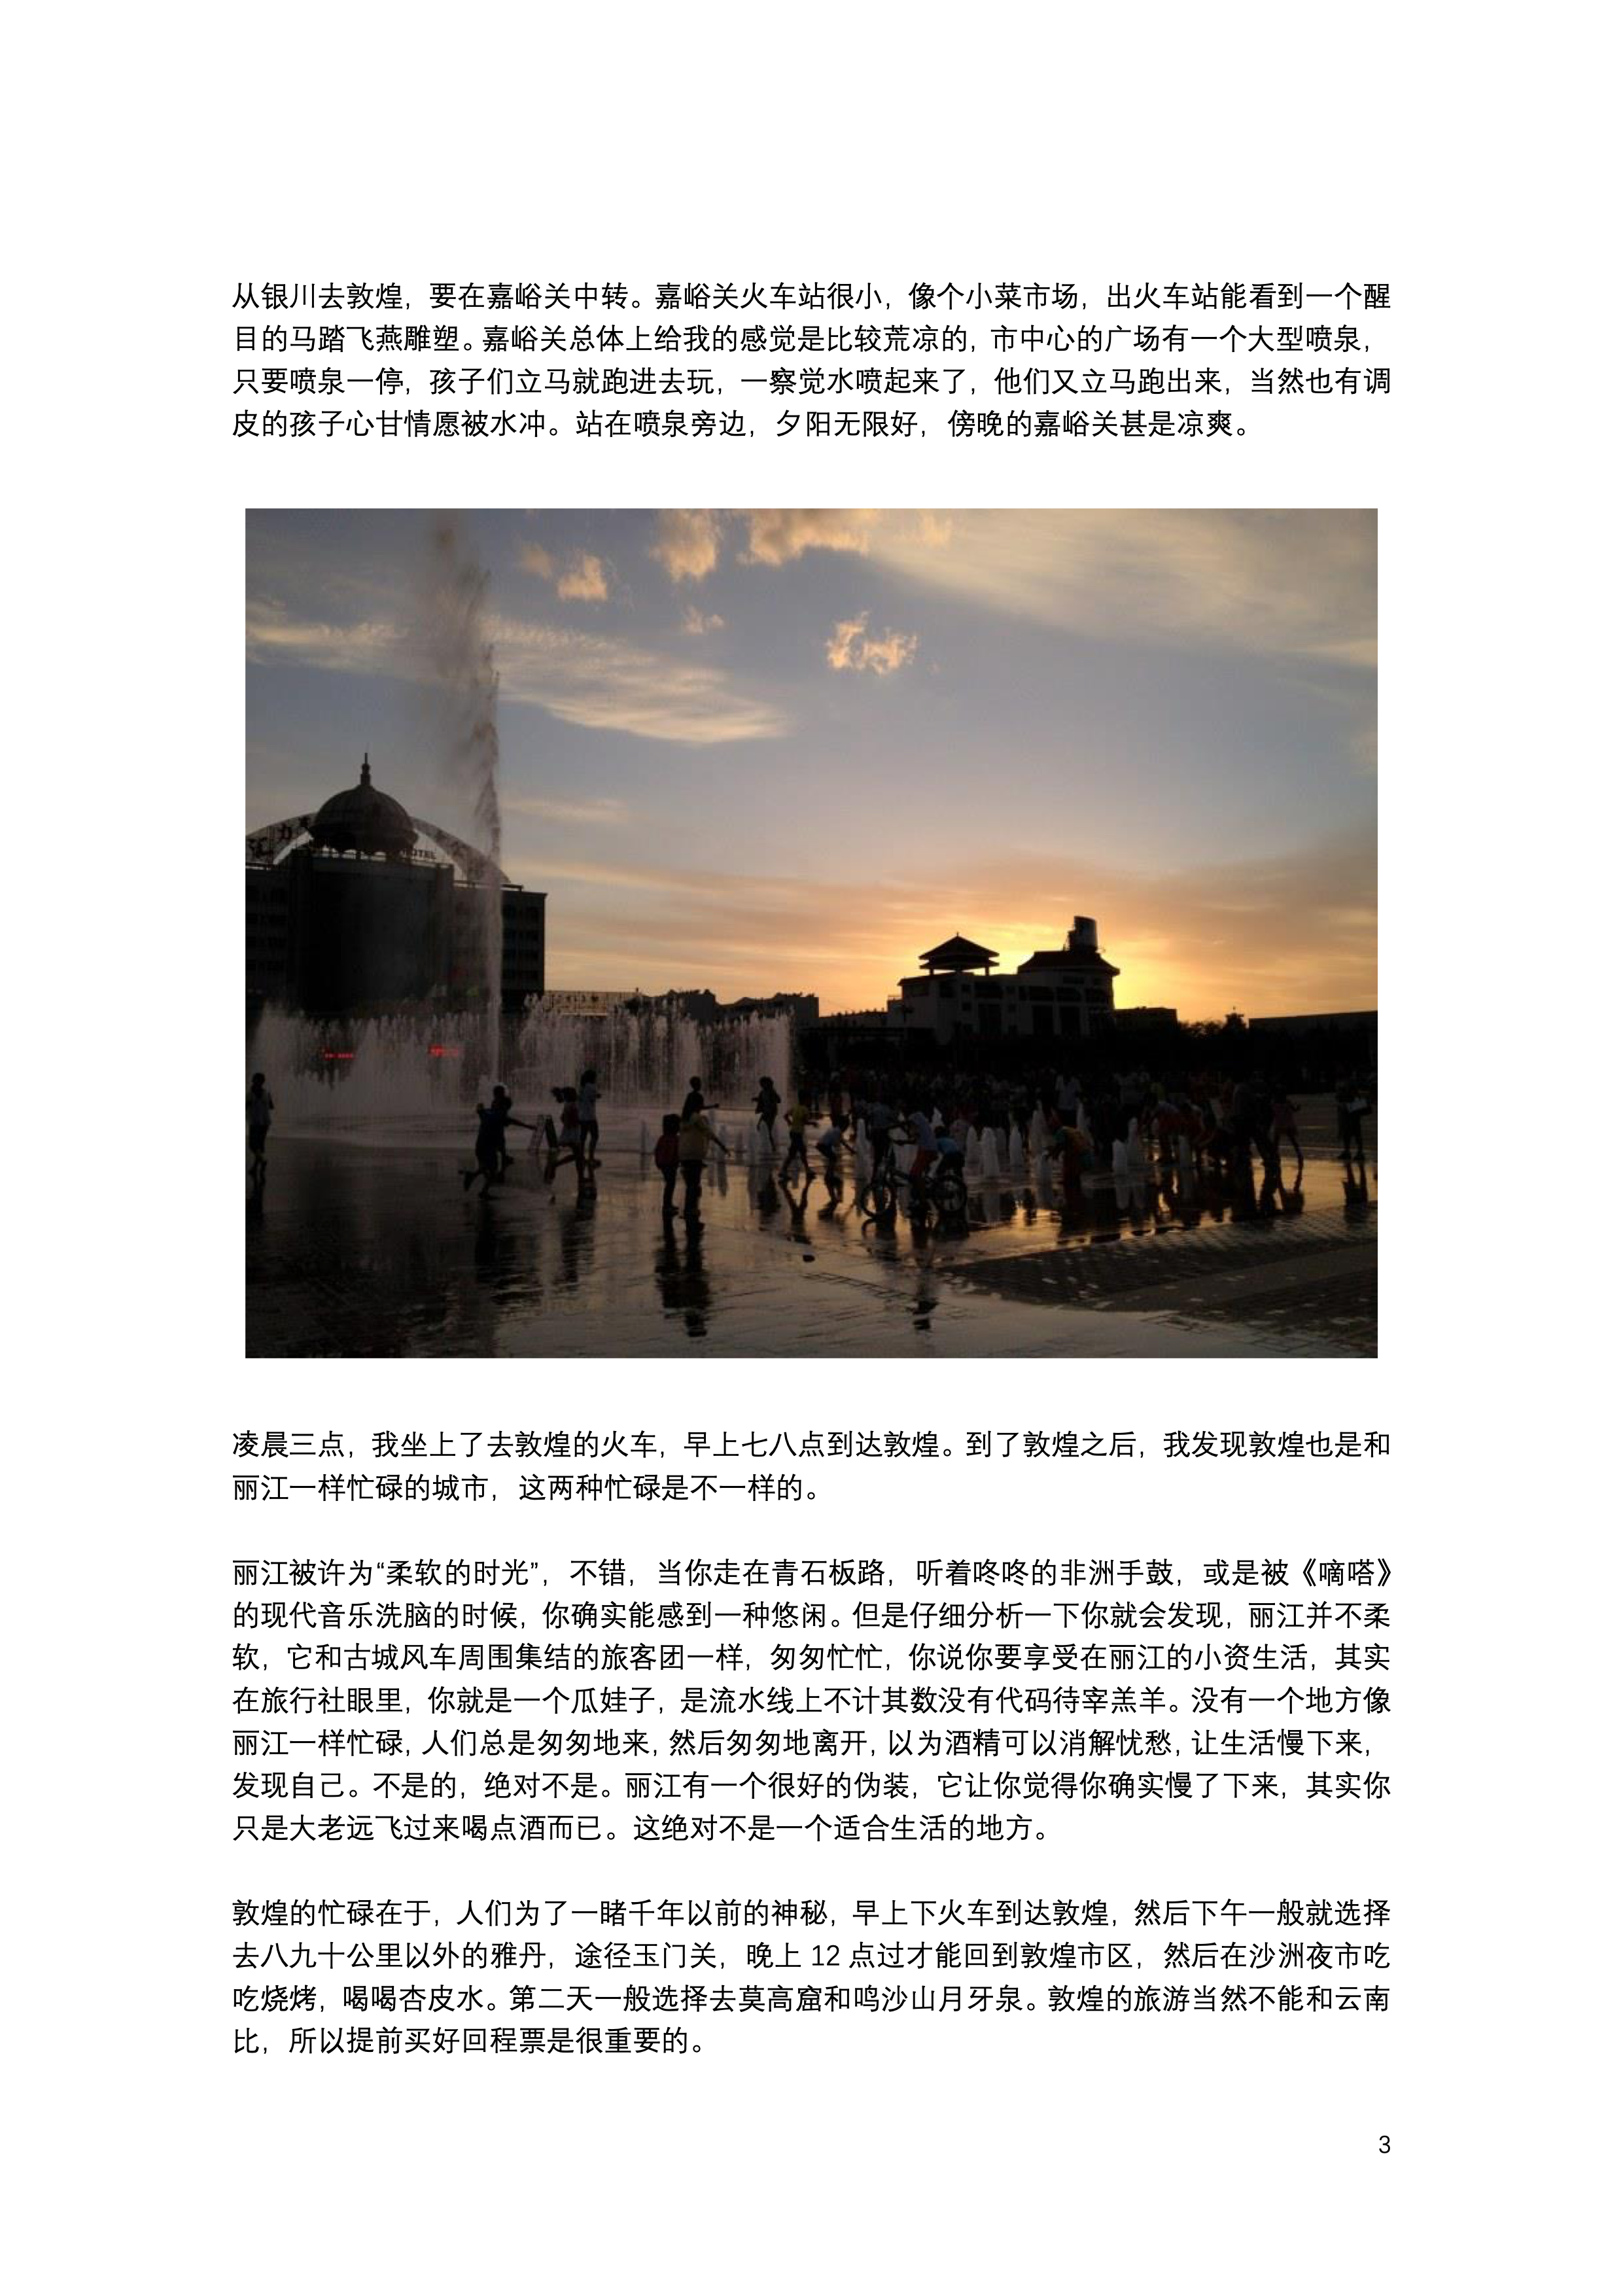 从银川去敦煌，要在嘉峪关中转。嘉峪关火车站很小，像个小菜市场，出火车站能看到一个醒
目的马踏飞燕雕塑。嘉峪关总体上给我的感觉是比较荒凉的，市中心的广场有一个大型喷泉，
只要喷泉一停，孩子们立马就跑进去玩，一察觉水喷起来了，他们又立马跑出来，当然也有调
皮的孩子心甘情愿被水冲。站在喷泉旁边，夕阳无限好，傍晚的嘉峪关甚是凉爽。
汇力
凌晨三点，我坐上了去敦煌的火车，早上七八点到达敦煌。到了敦煌之后，我发现敦煌也是和
丽江一样忙碌的城市，这两种忙碌是不一样的。
丽江被许为“柔软的时光”，不错，当你走在青石板路，听着咚咚的非洲手鼓，或是被《嘀嗒》
的现代音乐洗脑的时候，你确实能感到一种悠闲。但是仔细分析一下你就会发现，丽江并不柔
软，它和古城风车周围集结的旅客团一样，匆匆忙忙，你说你要享受在丽江的小资生活，其实
在旅行社眼里，你就是一个瓜娃子，是流水线上不计其数没有代码待宰羔羊。没有一个地方像
丽江一样忙碌，人们总是匆匆地来，然后匆匆地离开，以为酒精可以消解忧愁，让生活慢下来，
发现自己。不是的，绝对不是。丽江有一个很好的伪装，它让你觉得你确实慢了下来，其实你
只是大老远飞过来喝点酒而已。这绝对不是一个适合生活的地方。
敦煌的忙碌在于，人们为了一睹千年以前的神秘，早上下火车到达敦煌，然后下午一般就选择
去八九十公里以外的雅丹，途径玉门关，晚上 12 点过才能回到敦煌市区，然后在沙洲夜市吃
吃烧烤，喝喝杏皮水。第二天一般选择去莫高窟和鸣沙山月牙泉。敦煌的旅游当然不能和云南
比，所以提前买好回程票是很重要的。
3